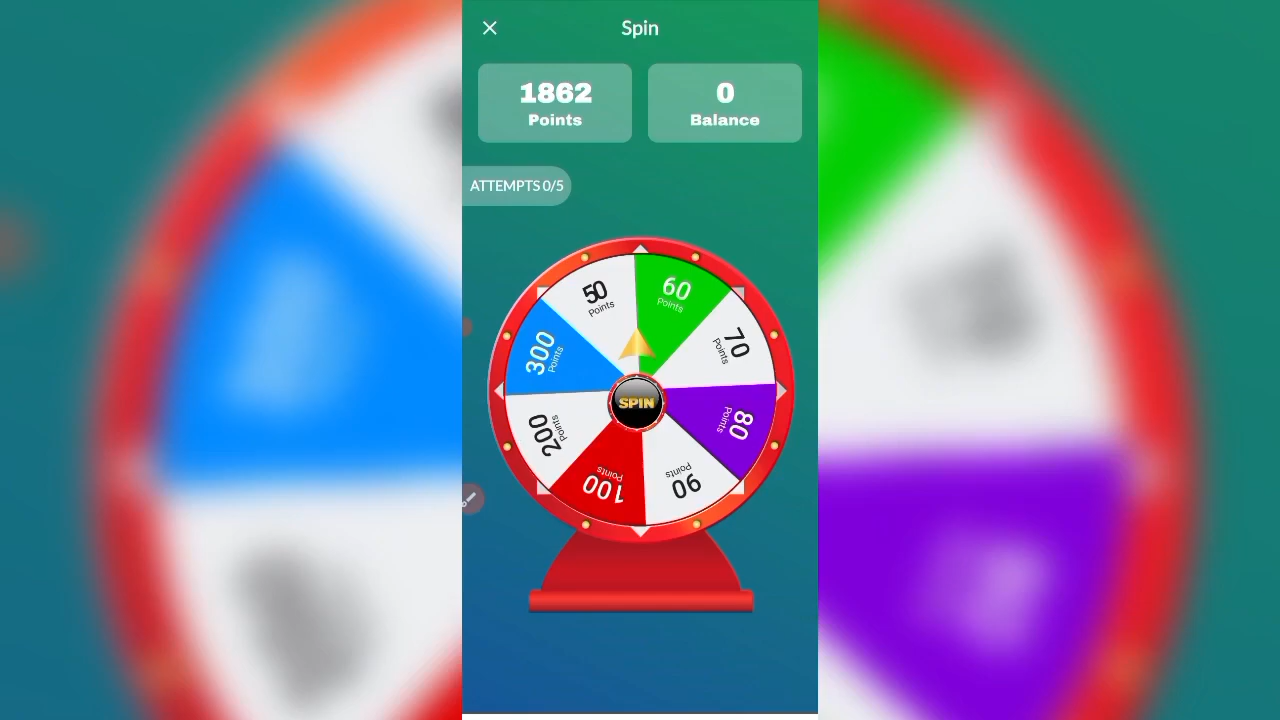 Spin
1862
Points
0
Balance
ATTEMPTS 0/5
50
Points
60
Points
70
Points
80
Points
90
Points
100
Points
200
Points
300
Points
SPIN